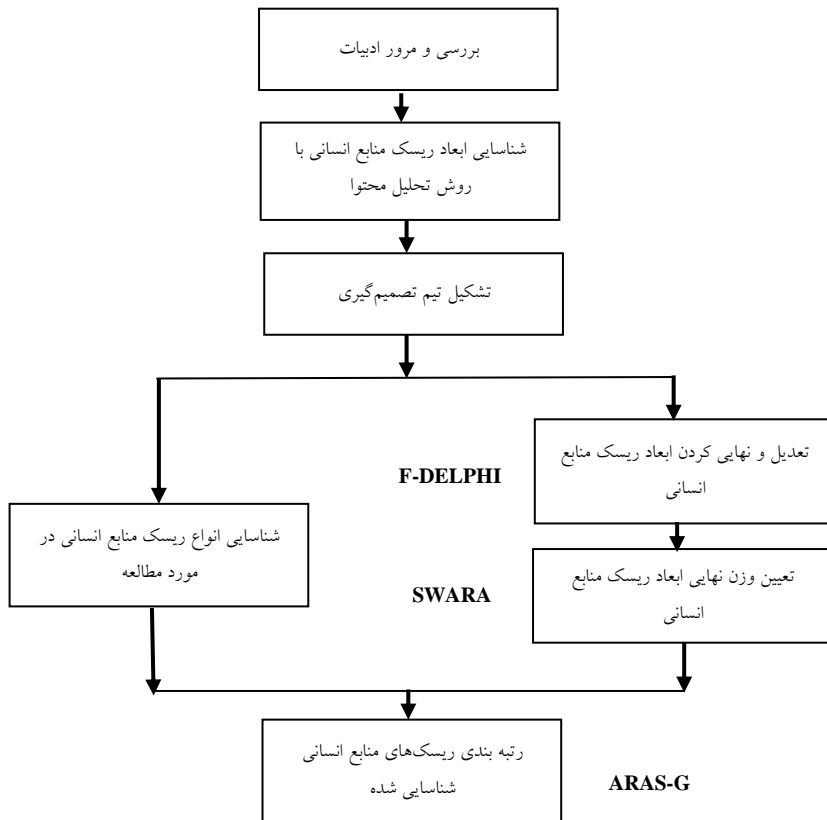 بررسی و مرور ادبیات
شناسایی ابعاد ریسک منابع انسانی با
روش تحلیل محتوا
تشکیل تیم تصمیم‌گیری
تعدیل و نهایی کردن ابعاد ریسک منابع
انسانی
F-DELPHI
شناسایی انواع ریسک منابع انسانی در
مورد مطالعه
تعیین وزن نهایی ابعاد ریسک منابع
انسانی
SWARA
رتبه بندی ریسک‌های منابع انسانی
شناسایی شده
ARAS-G